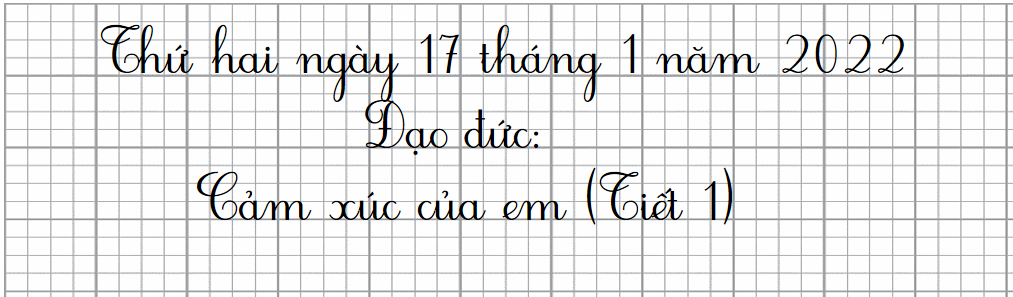 Thứ hai ngày 17 tháng 1 năm 2022
Đạo đức:
Cảm xúc của em (Tiết 1)